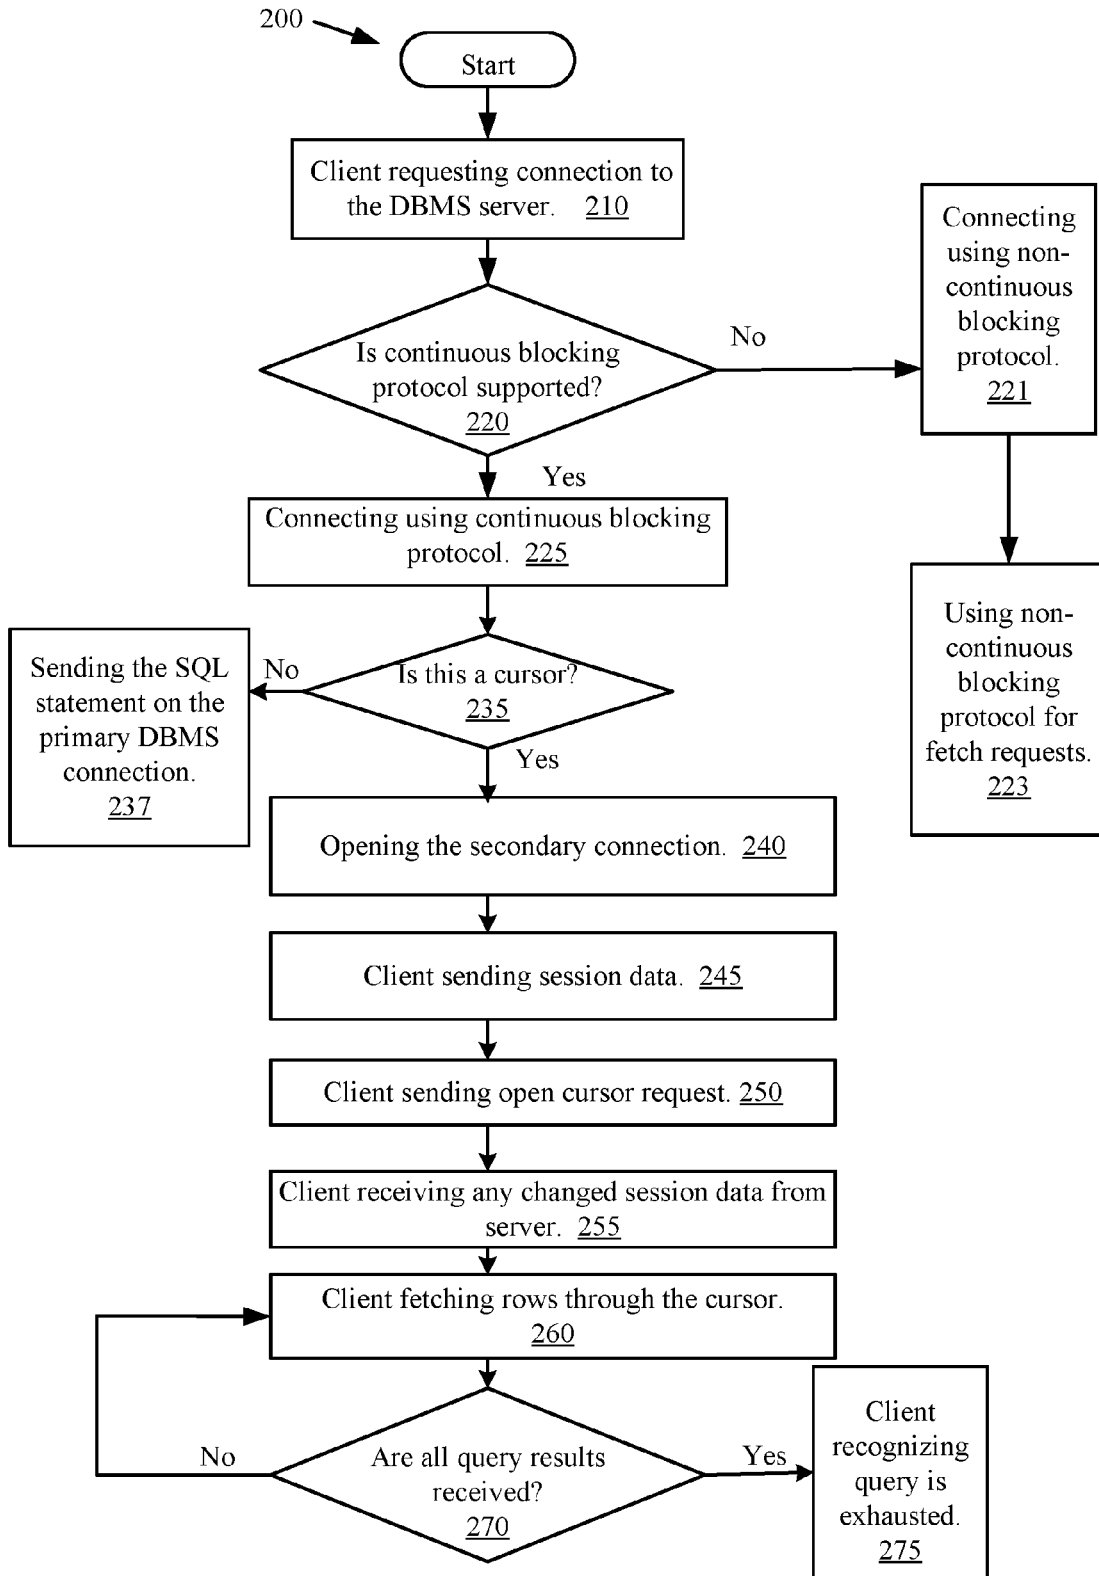 200
Start
Client requesting connection to
the DBMS server. 210
Is continuous blocking
protocol supported?
220
No
Connecting
using non-
continuous
blocking
protocol.
221
Using non-
continuous
blocking
protocol for
fetch requests.
223
Yes
Connecting using continuous blocking
protocol. 225
Is this a cursor?
235
No
Sending the SQL
statement on the
primary DBMS
connection.
237
Yes
Opening the secondary connection. 240
Client sending session data. 245
Client sending open cursor request. 250
Client receiving any changed session data from
server. 255
Client fetching rows through the cursor.
260
Are all query results
received?
270
No
Yes
Client
recognizing
query is
exhausted.
275